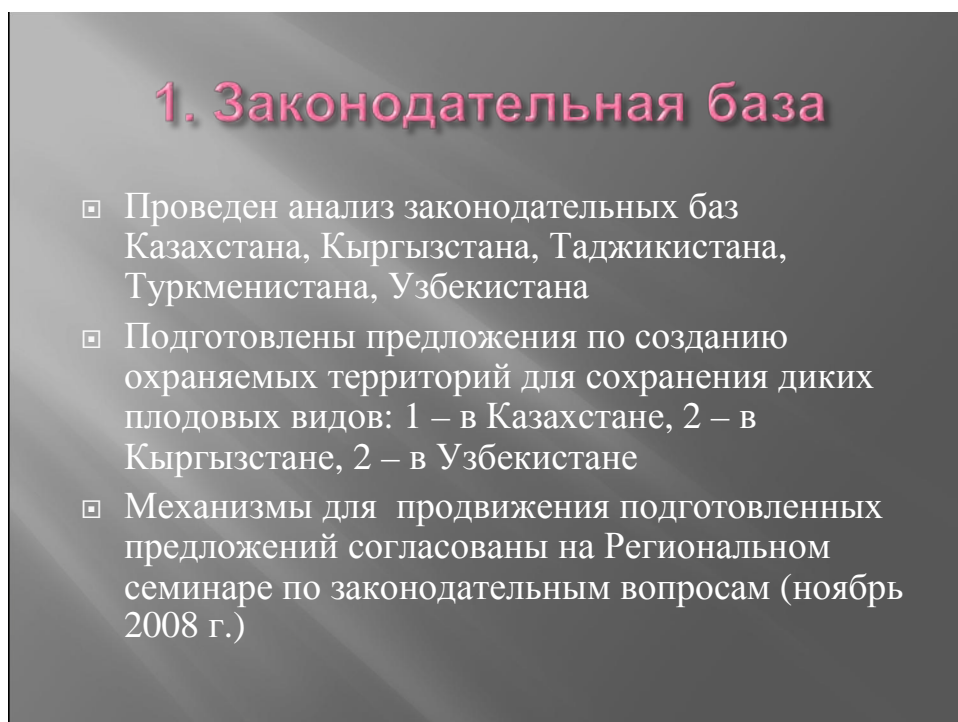 1. Законодательная база
Проведен анализ законодательных баз
Казахстана, Кыргызстана, Таджикистана,
Туркменистана, Узбекистана
Подготовлены предложения по созданию
охраняемых территорий для сохранения диких
плодовых видов: 1 – в Казахстане, 2 – в
Кыргызстане, 2 – в Узбекистане
Механизмы для  продвижения подготовленных
предложений согласованы на Региональном
семинаре по законодательным вопросам (ноябрь
2008 г.)